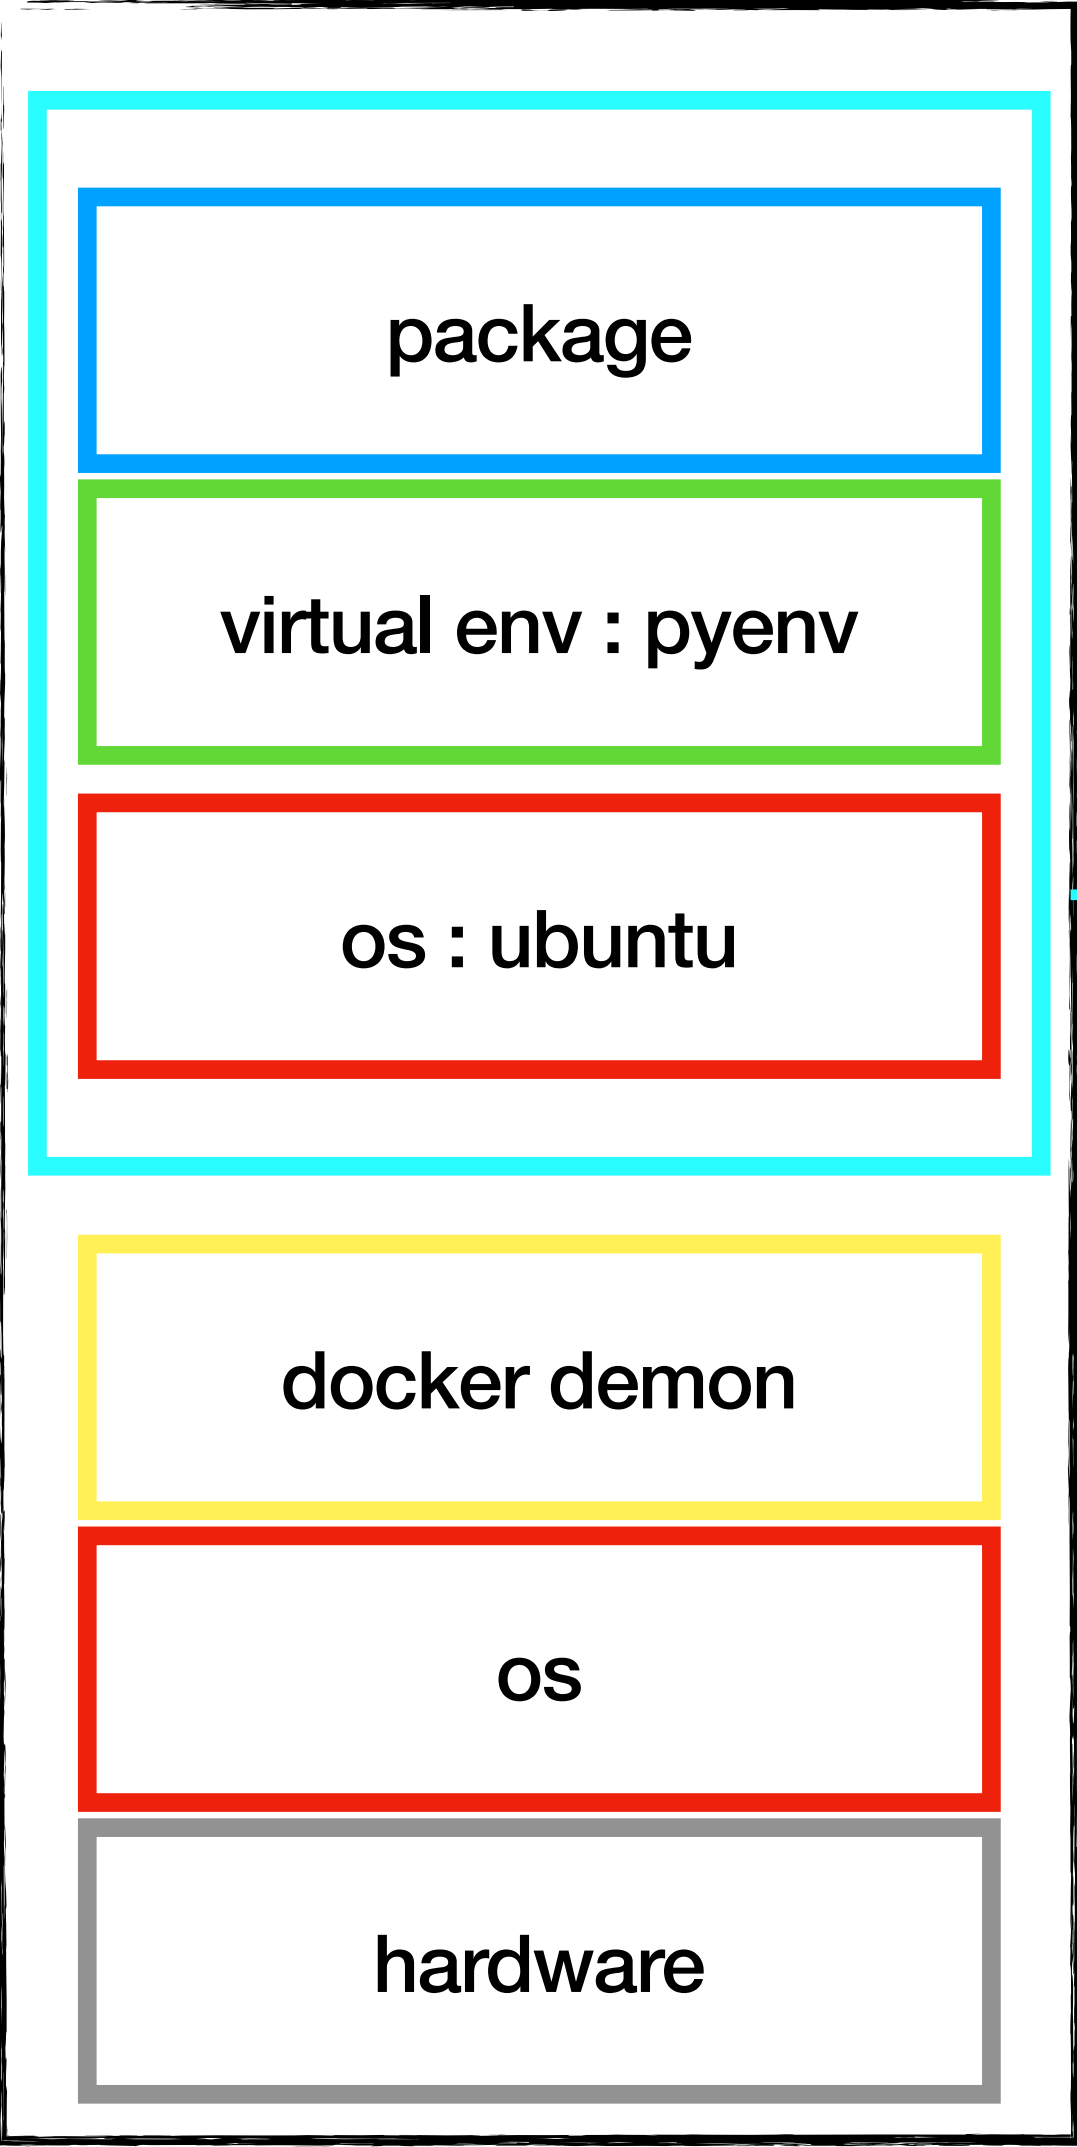 package
virtual env : pyenv
os : ubuntu
docker demon
os
hardware